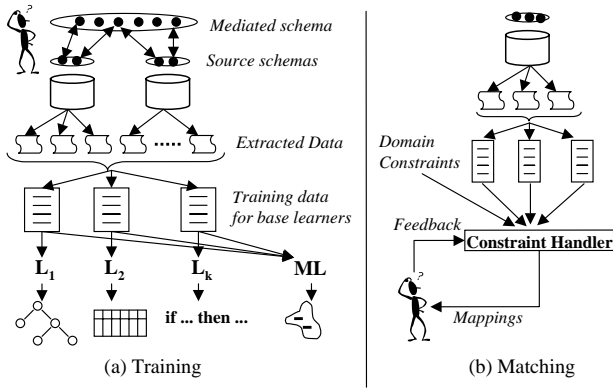 ?
Mediated schema
Source schemas
.....
Extracted Data
Training data
for base learners
L1
L2
Lk
ML
if ... then ...
(a) Training
Domain
Constraints
Feedback
Constraint Handler
?
Mappings
(b) Matching